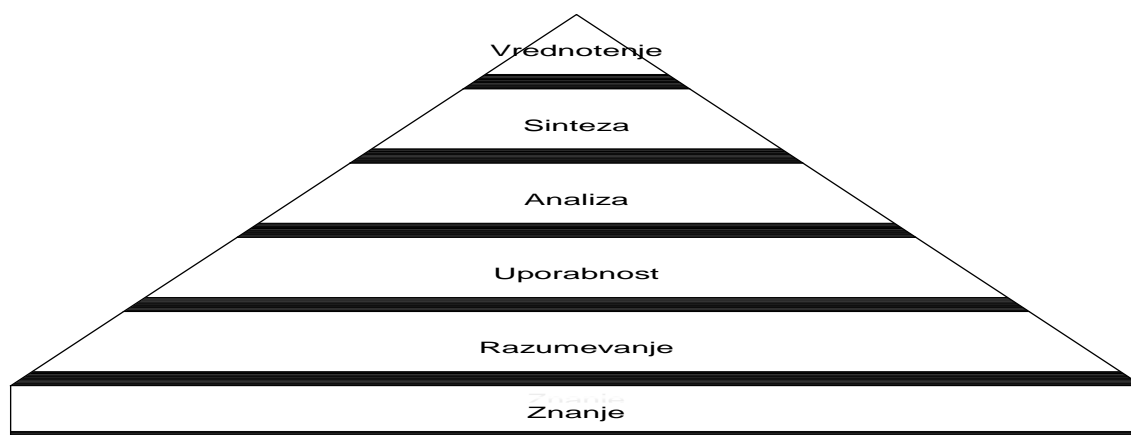 Vrednotenje
Sinteza
Analiza
Uporabnost
Razumevanje
Znanje